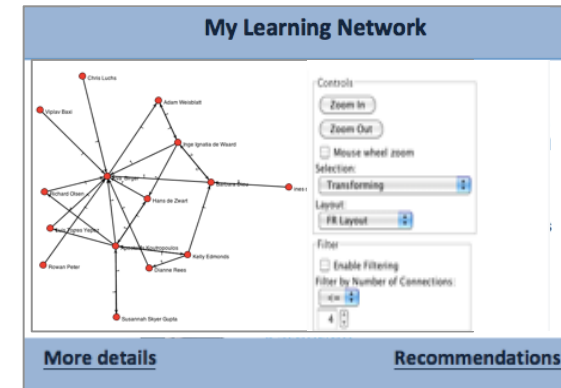 My Learning Network
Chris Luchs
Adam Weisblatt
Viplav Baxi
Inge Ignatia de Waard
Richard Olsen
Hans de Zwart
Rowan Peter
Dianne Rees
Kelly Edmonds
Susannah Skyer Gupta
Controls
Zoom In
Zoom Out
Mouse wheel zoom
Selection:
Transforming
Layout:
FR Layout
Filter
Enable Filtering
Filter by Number of Connections:
<=
4
More details
Recommendations